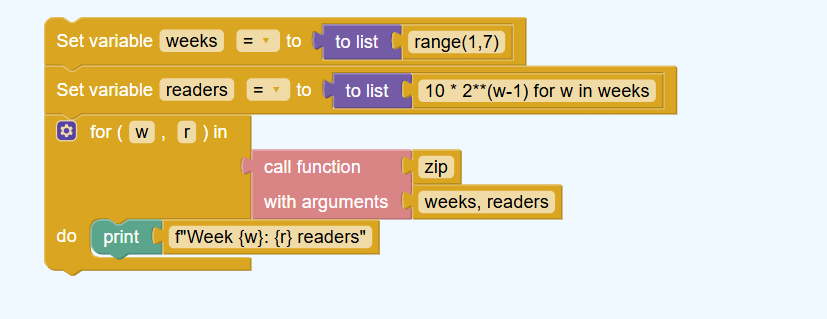 Set variable weeks = to to list range(1,7)
Set variable readers = to to list 10 * 2**(w-1) for w in weeks
for ( w , r ) in
call function zip
with arguments weeks, readers
do print f"Week {w}: {r} readers"